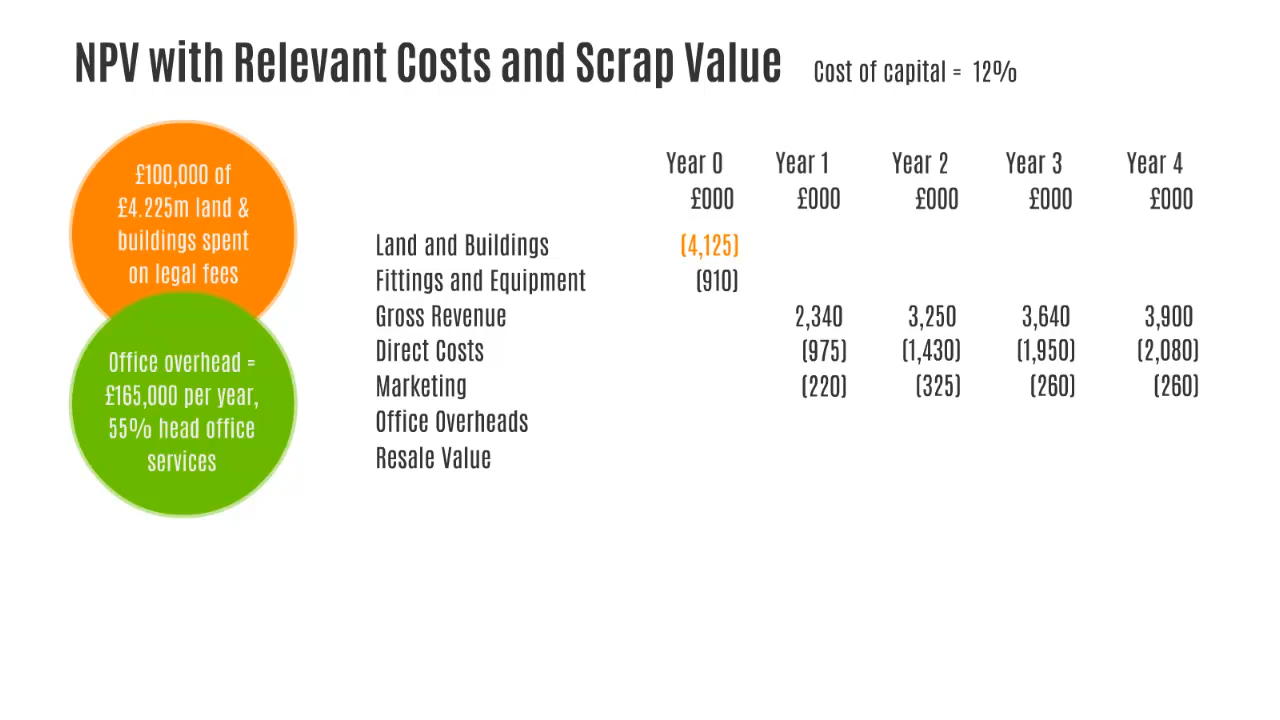 NPV with Relevant Costs and Scrap Value Cost of capital = 12%
£100,000 of
£4.225m land &
buildings spent
on legal fees
Office overhead =
£165,000 per year,
55% head office
services
Year 0 Year 1 Year 2 Year 3 Year 4
£000 £000 £000 £000 £000
Land and Buildings (4,125)
Fittings and Equipment (910)
Gross Revenue 2,340 3,250 3,640 3,900
Direct Costs (975) (1,430) (1,950) (2,080)
Marketing (220) (325) (260) (260)
Office Overheads
Resale Value